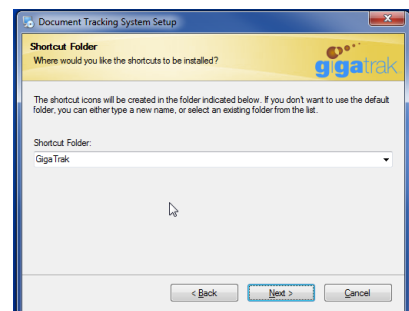 Document Tracking System Setup
Shortcut Folder
Where would you like the shortcuts to be installed?
gigatrak
The shortcut icons will be created in the folder indicated below. If you don't want to use the default
folder, you can either type a new name, or select an existing folder from the list.
Shortcut Folder:
GigaTrak
< Back
Next >
Cancel